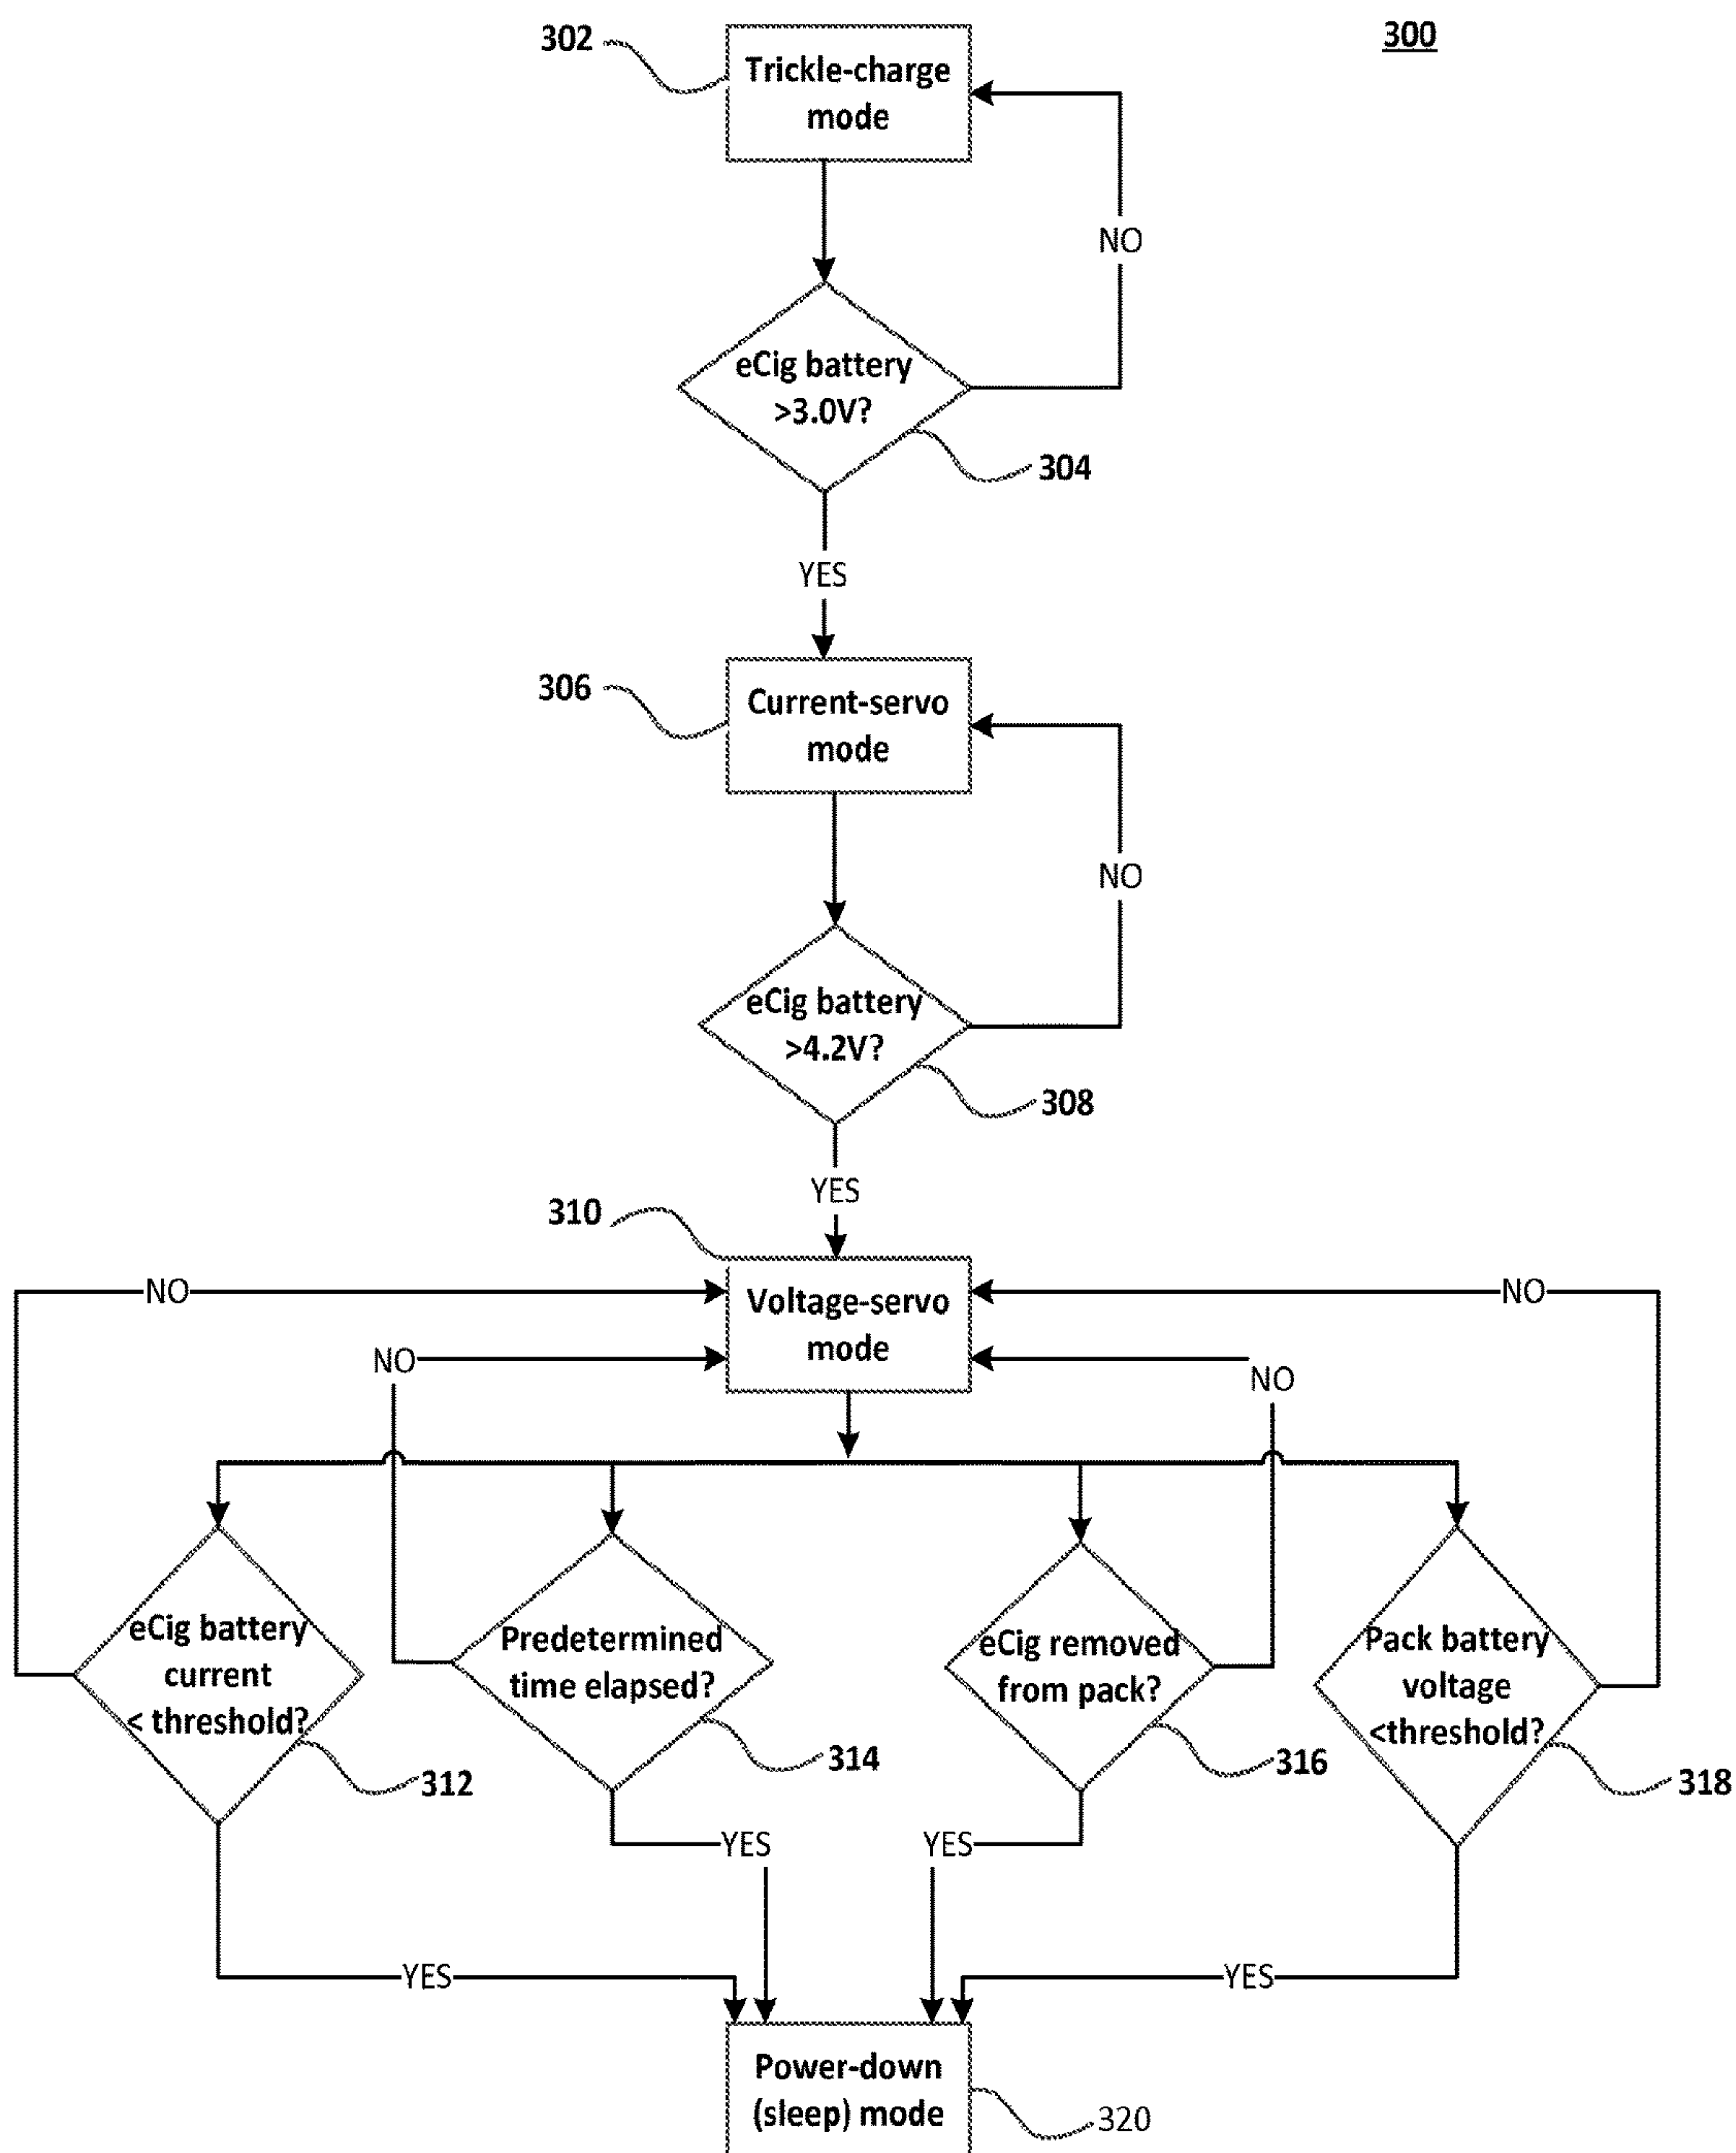 300
302
Trickle-charge
mode
NO
eCig battery
>3.0V?
304
YES
306
Current-servo
mode
NO
eCig battery
>4.2V?
308
YES
310
NO
Voltage-servo
mode
NO
NO
NO
eCig battery
current
< threshold?
312
Predetermined
time elapsed?
314
eCig removed
from pack?
316
Pack battery
voltage
<threshold?
318
YES
YES
YES
YES
Power-down
(sleep) mode
320